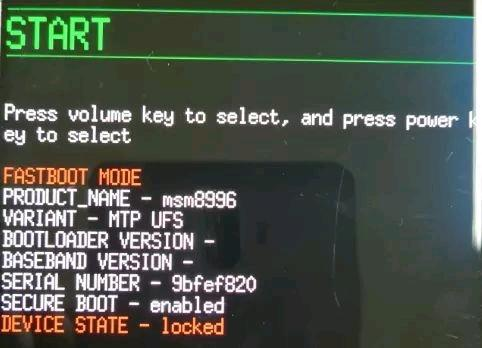 START
Press volume key to select, and press power k
ey to select
FASTBOOT MODE
PRODUCT_NAME - msm8996
VARIANT - MTP UFS
BOOTLOADER VERSION -
BASEBAND VERSION -
SERIAL NUMBER - 9bfef820
SECURE BOOT - enabled
DEVICE STATE - locked